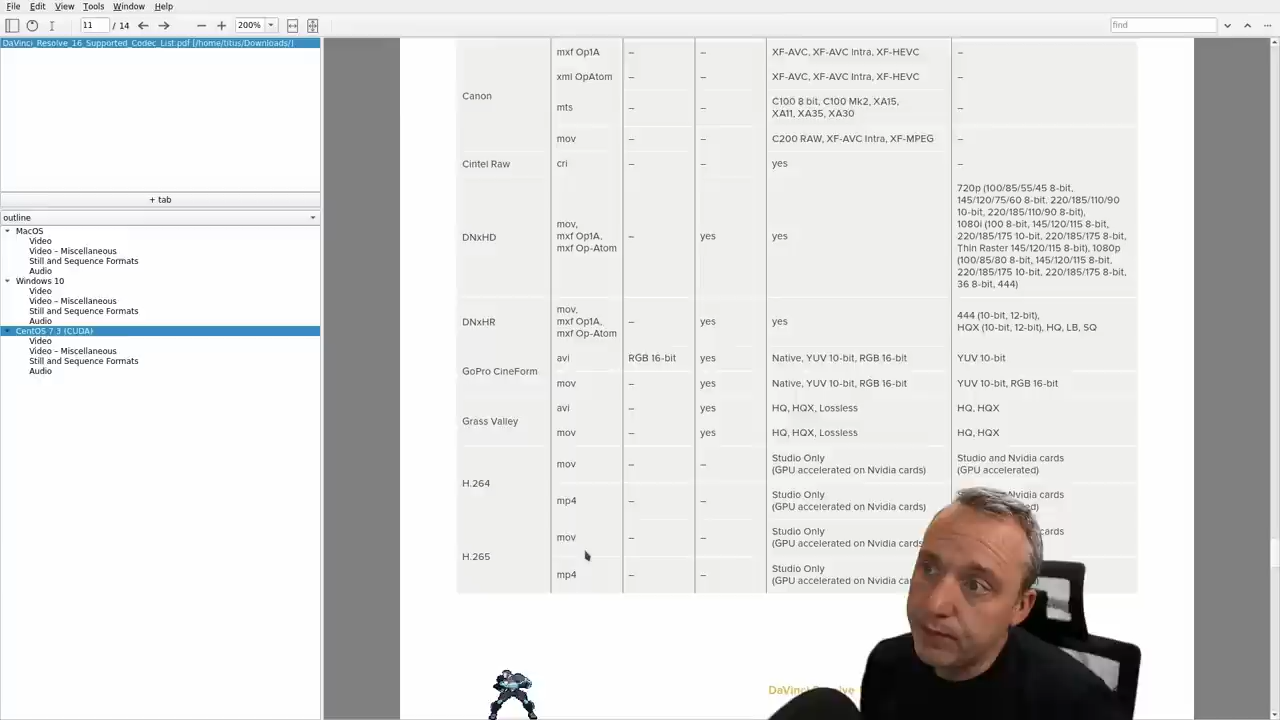 File Edit View Tools Window Help
11 / 14 200% find
DaVinci_Resolve_16_Supported_Codec_List.pdf [/home/titus/Downloads/]
+ tab
outline
MacOS
Video
Video – Miscellaneous
Still and Sequence Formats
Audio
Windows 10
Video
Video – Miscellaneous
Still and Sequence Formats
Audio
CentOS 7.3 (CUDA)
Video
Video – Miscellaneous
Still and Sequence Formats
Audio
Canon
mxf Op1A – – XF-AVC, XF-AVC Intra, XF-HEVC –
xml OpAtom – – XF-AVC, XF-AVC Intra, XF-HEVC –
mts – – C100 8 bit, C100 Mk2, XA15, –
XA11, XA35, XA30
mov – – C200 RAW, XF-AVC Intra, XF-MPEG –
Cintel Raw cri – – yes –
DNxHD
mov,
mxf Op1A,
mxf Op-Atom
– yes yes
720p (100/85/55/45 8-bit,
145/120/75/60 8-bit, 220/185/110/90
10-bit, 220/185/110/90 8-bit),
1080i (100 8-bit, 145/120/115 8-bit,
220/185/175 10-bit, 220/185/175 8-bit,
Thin Raster 145/120/115 8-bit), 1080p
(100/85/80 8-bit, 145/120/115 8-bit,
220/185/175 10-bit, 220/185/175 8-bit,
36 8-bit, 444)
DNxHR
mov,
mxf Op1A,
mxf Op-Atom
– yes yes
444 (10-bit, 12-bit),
HQX (10-bit, 12-bit), HQ, LB, SQ
GoPro CineForm
avi RGB 16-bit yes Native, YUV 10-bit, RGB 16-bit YUV 10-bit
mov – yes Native, YUV 10-bit, RGB 16-bit YUV 10-bit, RGB 16-bit
Grass Valley
avi – yes HQ, HQX, Lossless HQ, HQX
mov – yes HQ, HQX, Lossless HQ, HQX
H.264
mov – –
Studio Only
(GPU accelerated on Nvidia cards)
Studio and Nvidia cards
(GPU accelerated)
mp4 – –
Studio Only
(GPU accelerated on Nvidia cards)
Nvidia cards
H.265
mov – –
Studio Only
(GPU accelerated on Nvidia cards)
cards
mp4 – –
Studio Only
(GPU accelerated on Nvidia
DaVinci Resolve